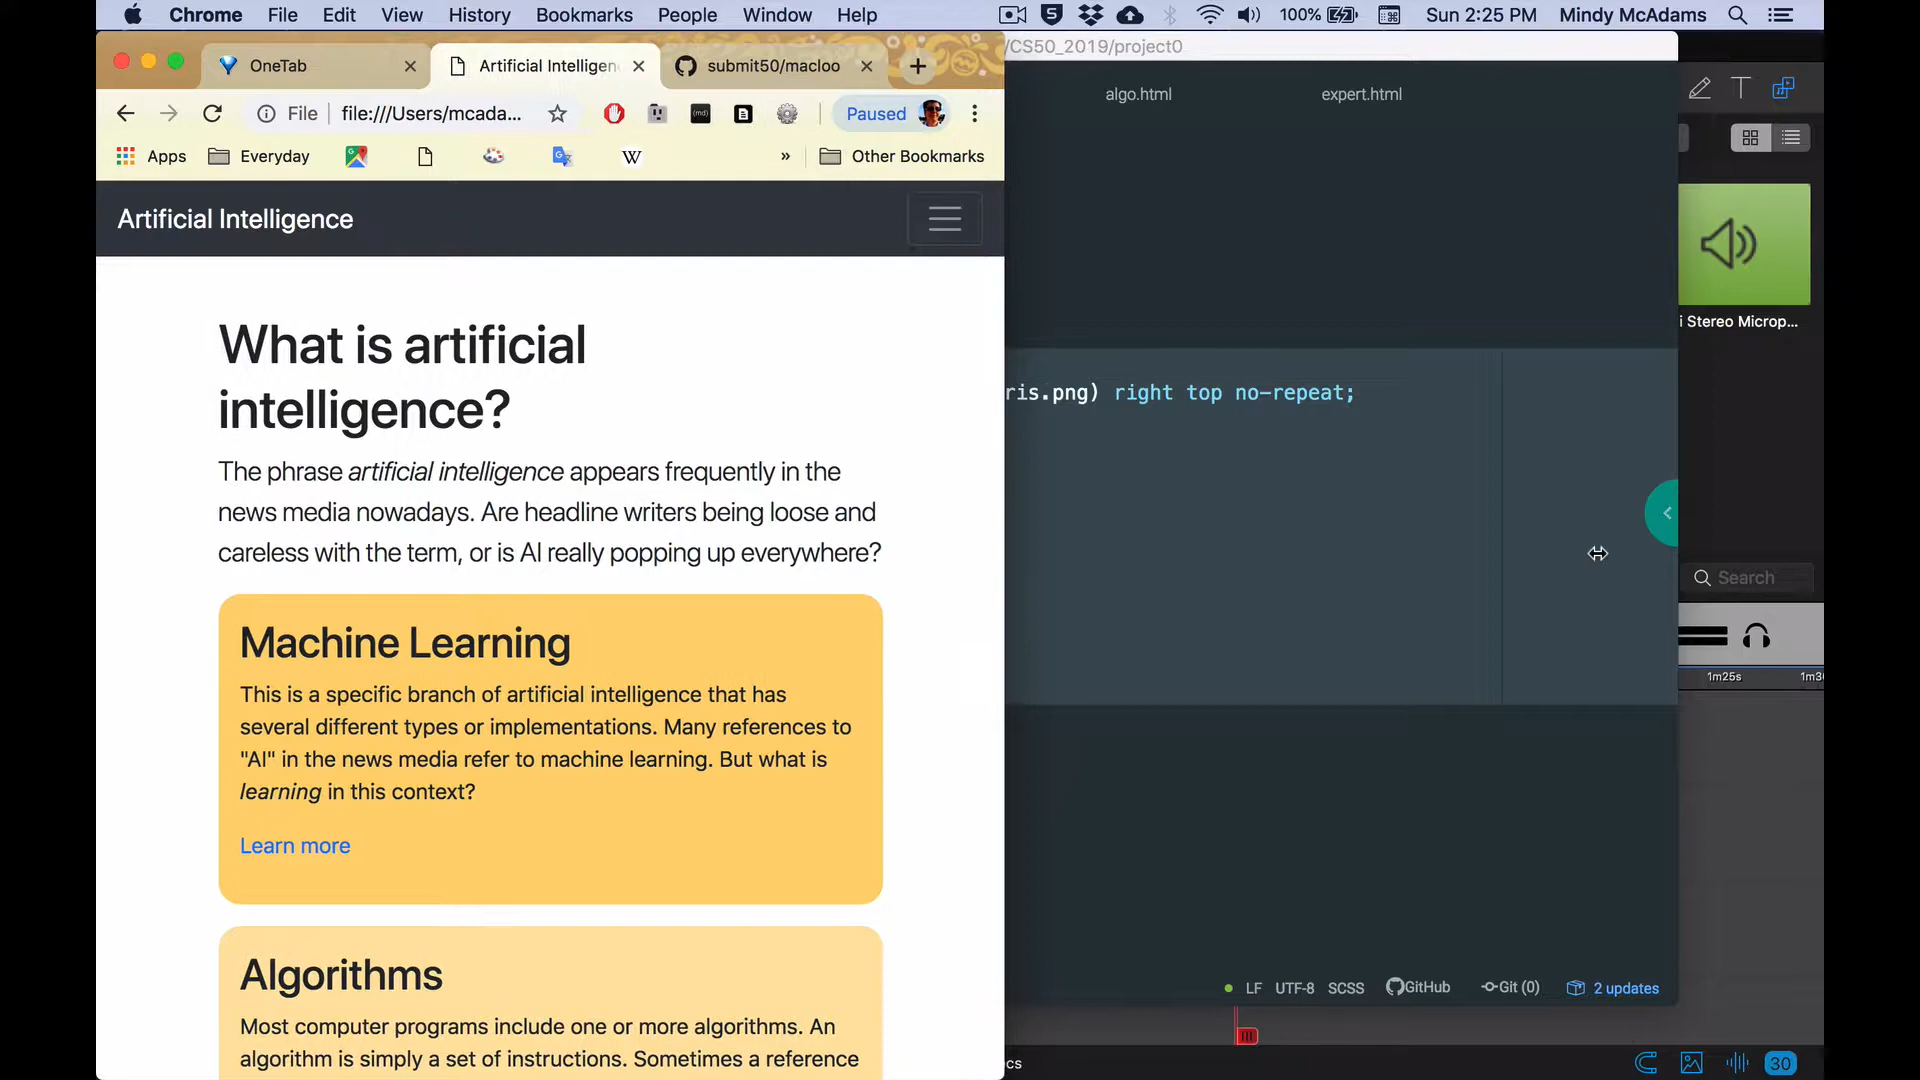 Chrome File Edit View History Bookmarks People Window Help 100% Sun 2:25 PM Mindy McAdams
OneTab
Artificial Intelligen
submit50/macloo
/CS50_2019/project0
File
file:///Users/mcada...
Paused
Apps
Everyday
W
»
Other Bookmarks
algo.html
expert.html
Artificial Intelligence
What is artificial
intelligence?
The phrase artificial intelligence appears frequently in the
news media nowadays. Are headline writers being loose and
careless with the term, or is AI really popping up everywhere?
Machine Learning
This is a specific branch of artificial intelligence that has
several different types or implementations. Many references to
"AI" in the news media refer to machine learning. But what is
learning in this context?
Learn more
Algorithms
Most computer programs include one or more algorithms. An
algorithm is simply a set of instructions. Sometimes a reference
ris.png) right top no-repeat;
LF UTF-8 SCSS GitHub Git (0) 2 updates
i Stereo Microp...
Search
1m25s
cs
30